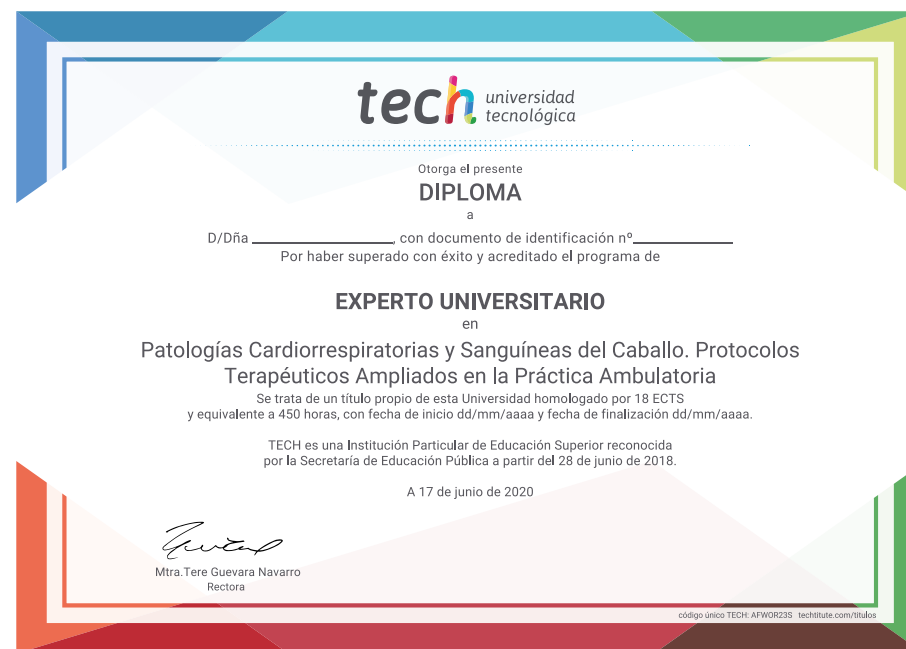 tech universidad
tecnológica
Otorga el presente
DIPLOMA
a
D/Dña ____________________, con documento de identificación nº______________
Por haber superado con éxito y acreditado el programa de
EXPERTO UNIVERSITARIO
en
Patologías Cardiorrespiratorias y Sanguíneas del Caballo. Protocolos
Terapéuticos Ampliados en la Práctica Ambulatoria
Se trata de un título propio de esta Universidad homologado por 18 ECTS
y equivalente a 450 horas, con fecha de inicio dd/mm/aaaa y fecha de finalización dd/mm/aaaa.
TECH es una Institución Particular de Educación Superior reconocida
por la Secretaría de Educación Pública a partir del 28 de junio de 2018.
A 17 de junio de 2020
Mtra.Tere Guevara Navarro
Rectora
código único TECH: AFWOR23S techtitute.com/titulos